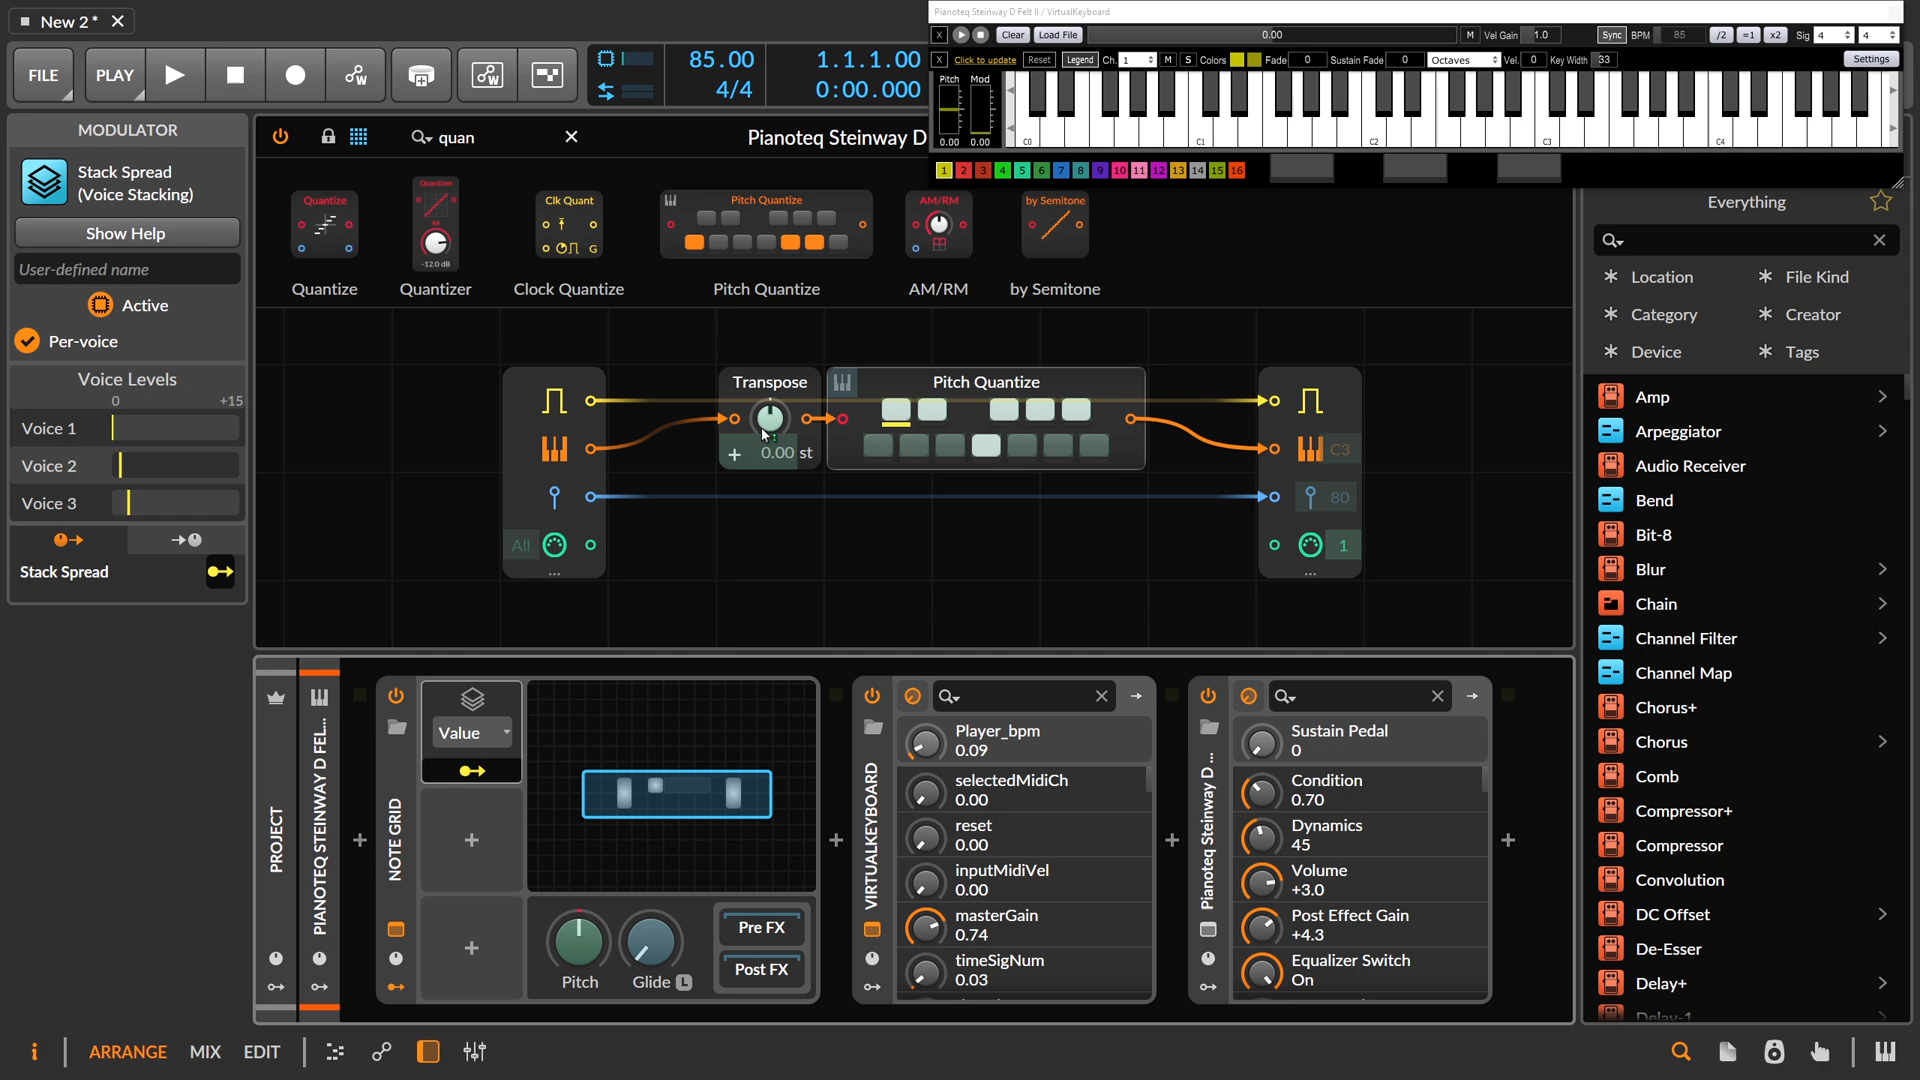 New 2 *
Pianoteq Steinway D Felt II / VirtualKeyboard
FILE
PLAY
85.00
4/4
1.1.1.00
0:00.000
X
Clear
Load File
0.00
M
Vel Gain
1.0
Sync
BPM
85
/2
=1
x2
Sig
4
4
X
Click to update
Reset
Legend
Ch.
1
M
S
Colors
Fade
0
Sustain Fade
0
Octaves
Vel.
0
Key Width
33
Settings
Pitch
Mod
0.00
0.00
C0
C1
C2
C3
C4
1 2 3 4 5 6 7 8 9 10 11 12 13 14 15 16
MODULATOR
Stack Spread
(Voice Stacking)
Show Help
User-defined name
Active
Per-voice
Voice Levels
0
+15
Voice 1
Voice 2
Voice 3
Stack Spread
quan
Pianoteq Steinway D
Quantize
Quantizer
AA
-12.0 dB
Clk Quant
G
Pitch Quantize
AM/RM
by Semitone
Quantize
Quantizer
Clock Quantize
Pitch Quantize
AM/RM
by Semitone
Transpose
0.00 st
Pitch Quantize
C3
80
All
1
...
...
Everything
Location
File Kind
Category
Creator
Device
Tags
Amp
Arpeggiator
Audio Receiver
Bend
Bit-8
Blur
Chain
Channel Filter
Channel Map
Chorus+
Chorus
Comb
Compressor+
Compressor
Convolution
DC Offset
De-Esser
Delay+
Delay-1
PROJECT
PIANOTEQ STEINWAY D FEL...
NOTE GRID
Value
Pitch
Glide
L
Pre FX
Post FX
VIRTUALKEYBOARD
Player_bpm
0.09
selectedMidiCh
0.00
reset
0.00
inputMidiVel
0.00
masterGain
0.74
timeSigNum
0.03
Pianoteq Steinway D ...
Sustain Pedal
0
Condition
0.70
Dynamics
45
Volume
+3.0
Post Effect Gain
+4.3
Equalizer Switch
On
i
ARRANGE
MIX
EDIT